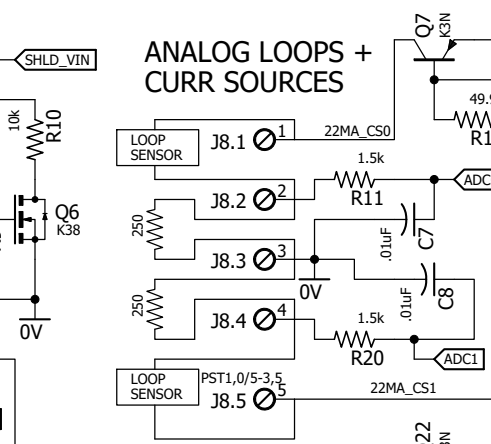 ANALOG LOOPS +
CURR SOURCES
SHLD_VIN
10k
R10
Q6
K38
0V
LOOP
SENSOR
J8.1
1
22MA_CS0
Q7
K3N
49.9
R1
J8.2
2
1.5k
R11
ADC
250
J8.3
3
0V
.01uF
C7
.01uF
C8
250
J8.4
4
1.5k
R20
ADC1
LOOP
SENSOR
PST1,0/5-3,5
J8.5
5
22MA_CS1
22